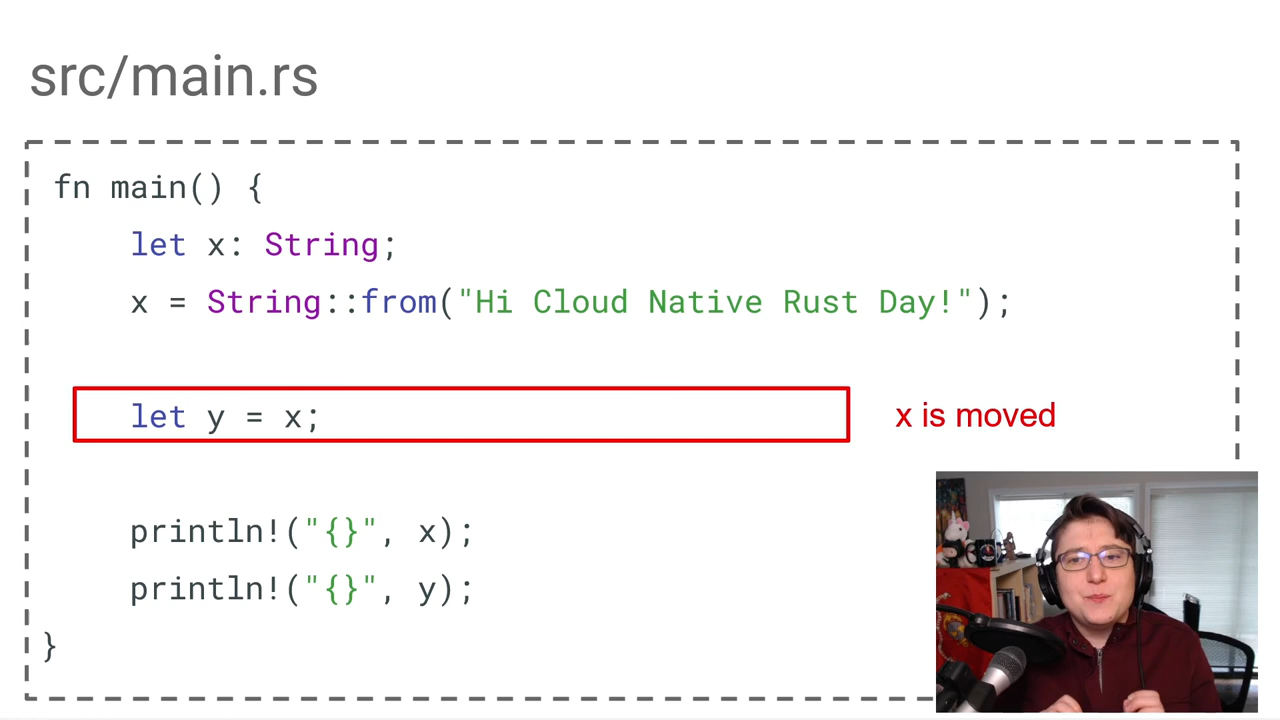 src/main.rs
fn main() {
let x: String;
x = String::from("Hi Cloud Native Rust Day!");
let y = x;
x is moved
println!("{}", x);
println!("{}", y);
}